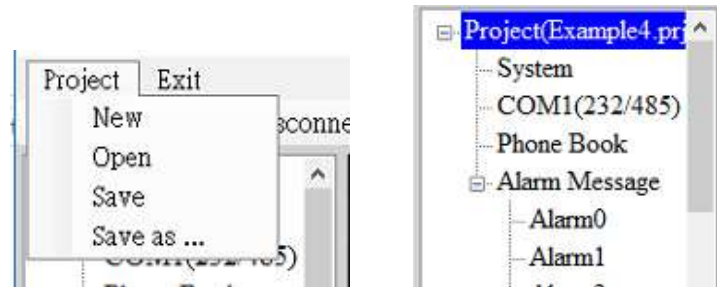 Project Exit
New
Open
Save
Save as ...
Project(Example4.prj
System
COM1(232/485)
Phone Book
Alarm Message
Alarm0
Alarm1